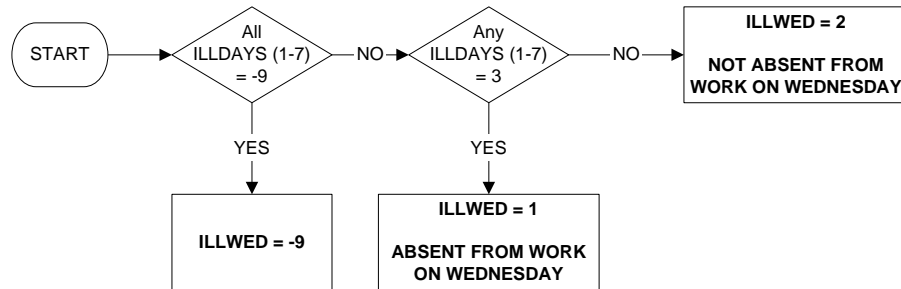 START
All
ILLDAYS (1-7)
= -9
NO
Any
ILLDAYS (1-7)
= 3
NO
ILLWED = 2
NOT ABSENT FROM
WORK ON WEDNESDAY
YES
YES
ILLWED = -9
ILLWED = 1
ABSENT FROM WORK
ON WEDNESDAY